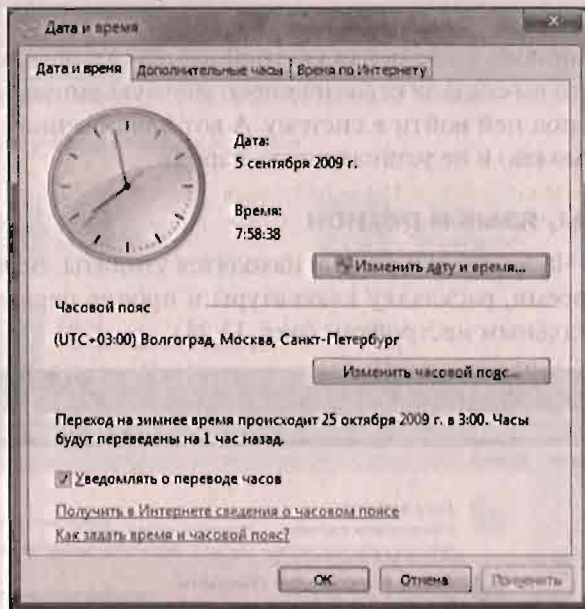 Дата и время
Дата и время Дополнительные часы Время по Интернету
Дата:
5 сентября 2009 г.
Время:
7:58:38
Изменить дату и время...
Часовой пояс
(UTC+03:00) Волгоград, Москва, Санкт-Петербург
Изменить часовой пояс...
Переход на зимнее время происходит 25 октября 2009 г. в 3:00. Часы
будут переведены на 1 час назад.
Уведомлять о переводе часов
Получить в Интернете сведения о часовом поясе
Как задать время и часовой пояс?
ОК Отмена Применить